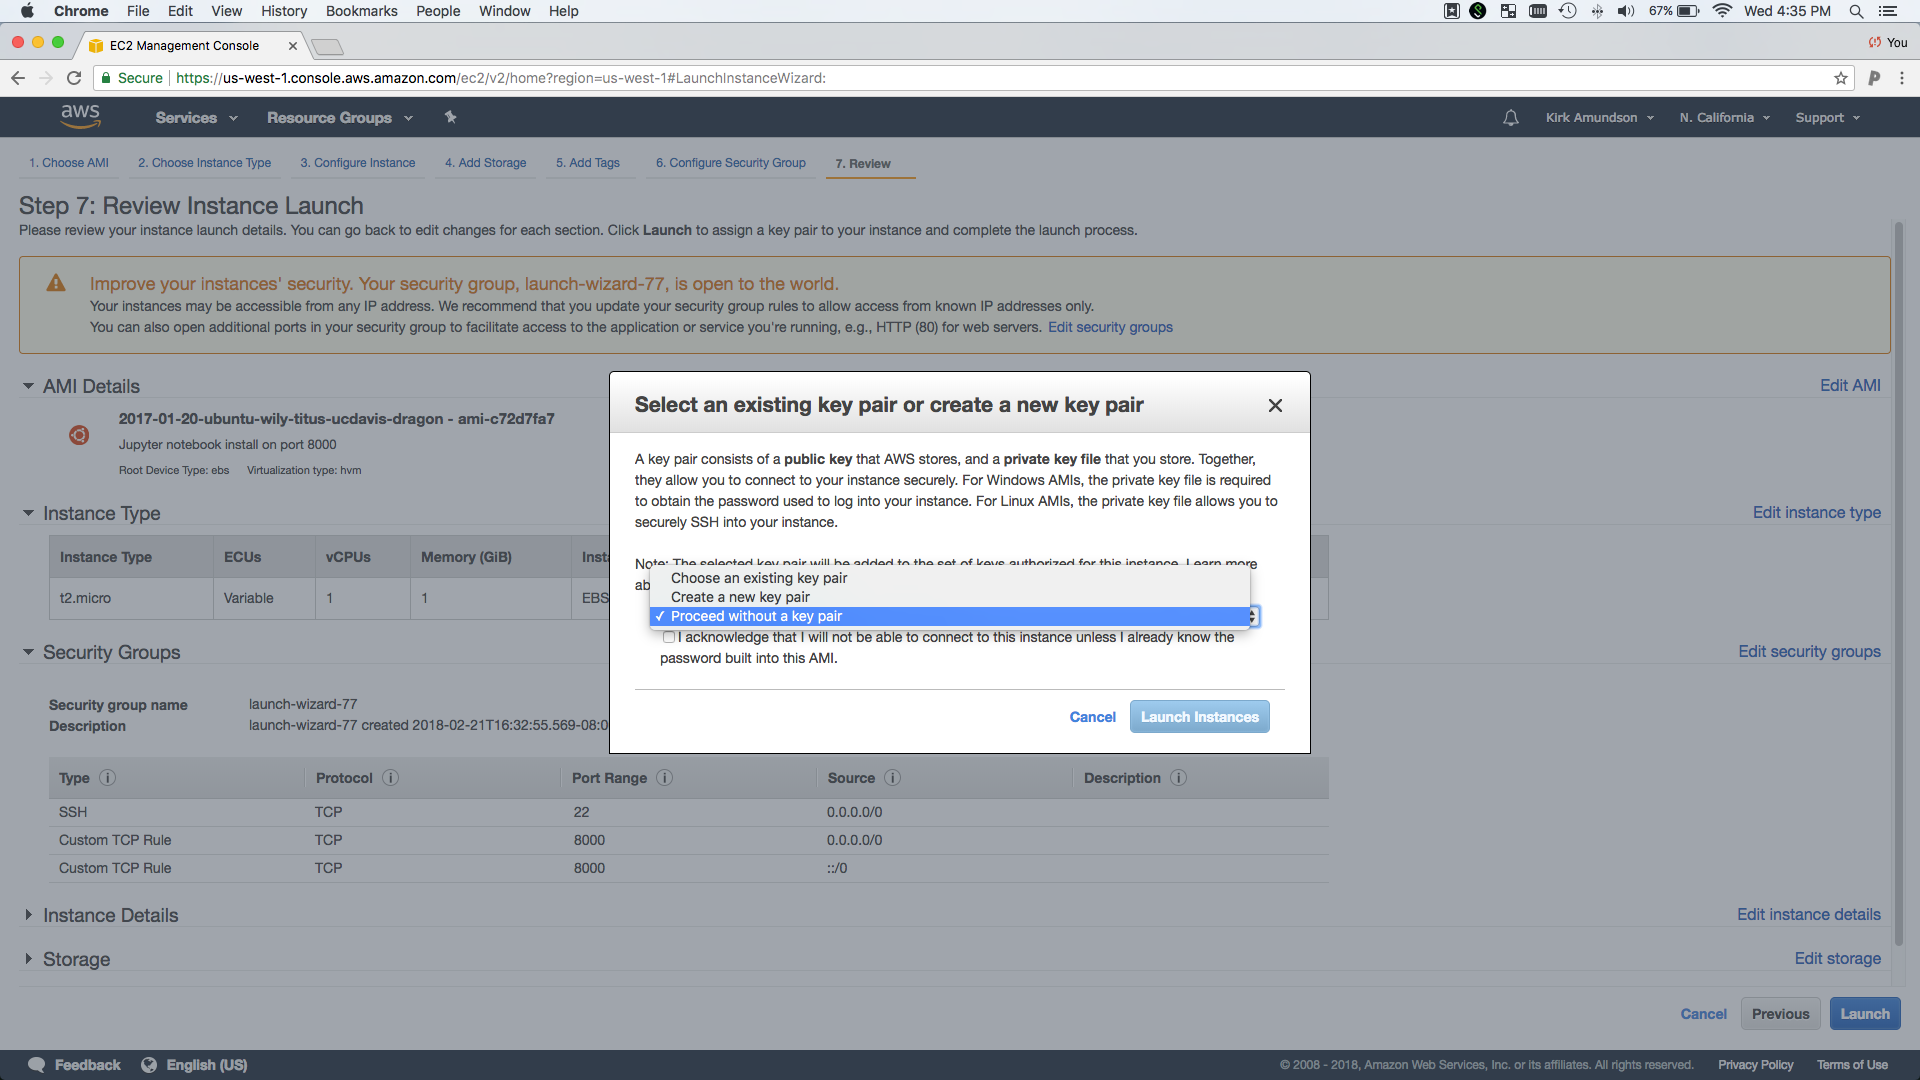 Chrome File Edit View History Bookmarks People Window Help 67% Wed 4:35 PM
EC2 Management Console You
Secure https://us-west-1.console.aws.amazon.com/ec2/v2/home?region=us-west-1#LaunchInstanceWizard:
aws Services Resource Groups Kirk Amundson N. California Support
1. Choose AMI 2. Choose Instance Type 3. Configure Instance 4. Add Storage 5. Add Tags 6. Configure Security Group 7. Review
Step 7: Review Instance Launch
Please review your instance launch details. You can go back to edit changes for each section. Click Launch to assign a key pair to your instance and complete the launch process.
Improve your instances' security. Your security group, launch-wizard-77, is open to the world.
Your instances may be accessible from any IP address. We recommend that you update your security group rules to allow access from known IP addresses only.
You can also open additional ports in your security group to facilitate access to the application or service you're running, e.g., HTTP (80) for web servers. Edit security groups
AMI Details Edit AMI
2017-01-20-ubuntu-wily-titus-ucdavis-dragon - ami-c72d7fa7
Jupyter notebook install on port 8000
Root Device Type: ebs Virtualization type: hvm
Instance Type Edit instance type
Instance Type ECUs vCPUs Memory (GiB) Inst
t2.micro Variable 1 1 EBS
Security Groups Edit security groups
Security group name launch-wizard-77
Description launch-wizard-77 created 2018-02-21T16:32:55.569-08:0
Type Protocol Port Range Source Description
SSH TCP 22 0.0.0.0/0
Custom TCP Rule TCP 8000 0.0.0.0/0
Custom TCP Rule TCP 8000 ::/0
Instance Details Edit instance details
Storage Edit storage
Cancel Previous Launch
Select an existing key pair or create a new key pair
A key pair consists of a public key that AWS stores, and a private key file that you store. Together,
they allow you to connect to your instance securely. For Windows AMIs, the private key file is required
to obtain the password used to log into your instance. For Linux AMIs, the private key file allows you to
securely SSH into your instance.
Note: The selected key pair will be added to the set of keys authorized for this instance. Learn more
ab
Choose an existing key pair
Create a new key pair
✓ Proceed without a key pair
I acknowledge that I will not be able to connect to this instance unless I already know the
password built into this AMI.
Cancel Launch Instances
Feedback English (US) © 2008 - 2018, Amazon Web Services, Inc. or its affiliates. All rights reserved. Privacy Policy Terms of Use